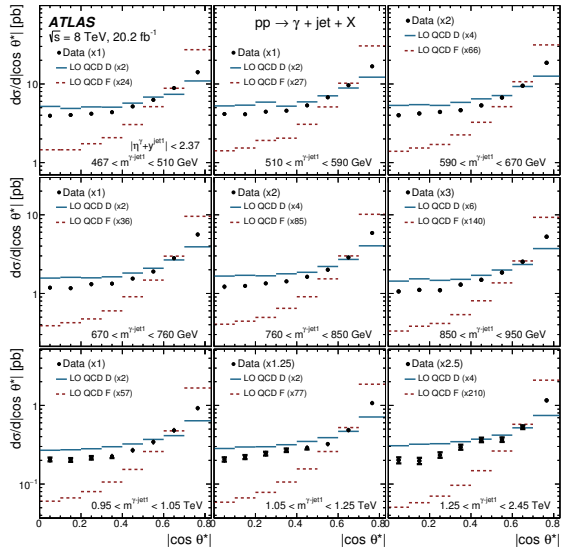 ATLAS
√s = 8 TeV, 20.2 fb⁻¹
pp → γ + jet + X
dσ/d|cos θ*| [pb]
10
1
Data (x1)
LO QCD D (x2)
LO QCD F (x24)
|η^γ+y^jet1| < 2.37
467 < m^γ-jet1 < 510 GeV
Data (x1)
LO QCD D (x2)
LO QCD F (x27)
510 < m^γ-jet1 < 590 GeV
Data (x2)
LO QCD D (x4)
LO QCD F (x66)
590 < m^γ-jet1 < 670 GeV
dσ/d|cos θ*| [pb]
10
1
Data (x1)
LO QCD D (x2)
LO QCD F (x36)
670 < m^γ-jet1 < 760 GeV
Data (x2)
LO QCD D (x4)
LO QCD F (x85)
760 < m^γ-jet1 < 850 GeV
Data (x3)
LO QCD D (x6)
LO QCD F (x140)
850 < m^γ-jet1 < 950 GeV
dσ/d|cos θ*| [pb]
1
10⁻¹
Data (x1)
LO QCD D (x2)
LO QCD F (x57)
0.95 < m^γ-jet1 < 1.05 TeV
Data (x1.25)
LO QCD D (x2)
LO QCD F (x77)
1.05 < m^γ-jet1 < 1.25 TeV
Data (x2.5)
LO QCD D (x4)
LO QCD F (x210)
1.25 < m^γ-jet1 < 2.45 TeV
0 0.2 0.4 0.6 0.8
0 0.2 0.4 0.6 0.8
0 0.2 0.4 0.6 0.8
|cos θ*|
|cos θ*|
|cos θ*|